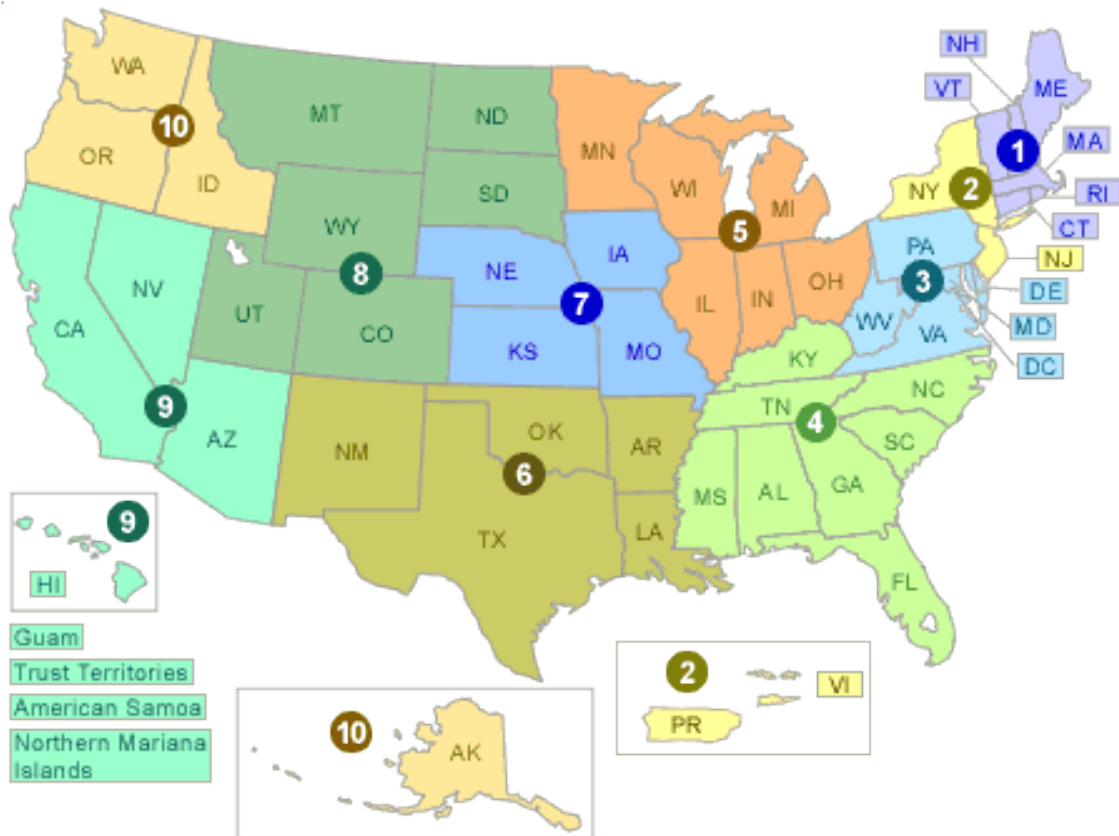 NH
ME
VT
WA
MT
ND
MN
10
1
MA
OR
ID
SD
WI
MI
NY
2
RI
CT
WY
5
PA
NJ
8
NE
IA
3
DE
NV
7
IL
IN
OH
WV
MD
CA
UT
CO
KS
MO
VA
KY
DC
9
NC
TN
4
AZ
NM
OK
AR
SC
6
MS
AL
GA
TX
LA
9
HI
FL
Guam
Trust Territories
American Samoa
Northern Mariana
Islands
10
AK
2
VI
PR